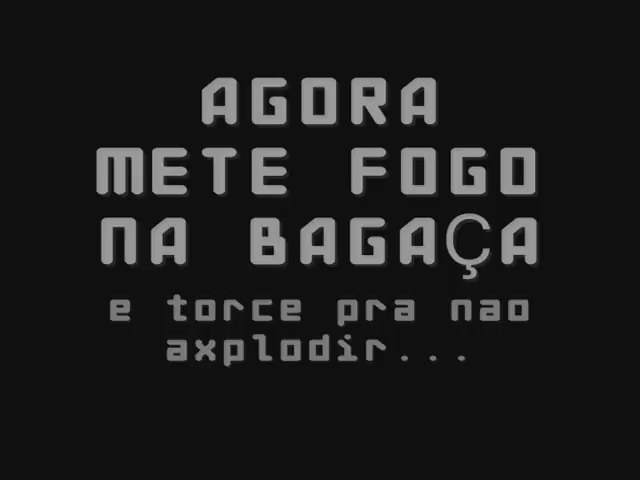 AGORA
METE FOGO
NA BAGAÇA
e torce pra nao
axplodir...